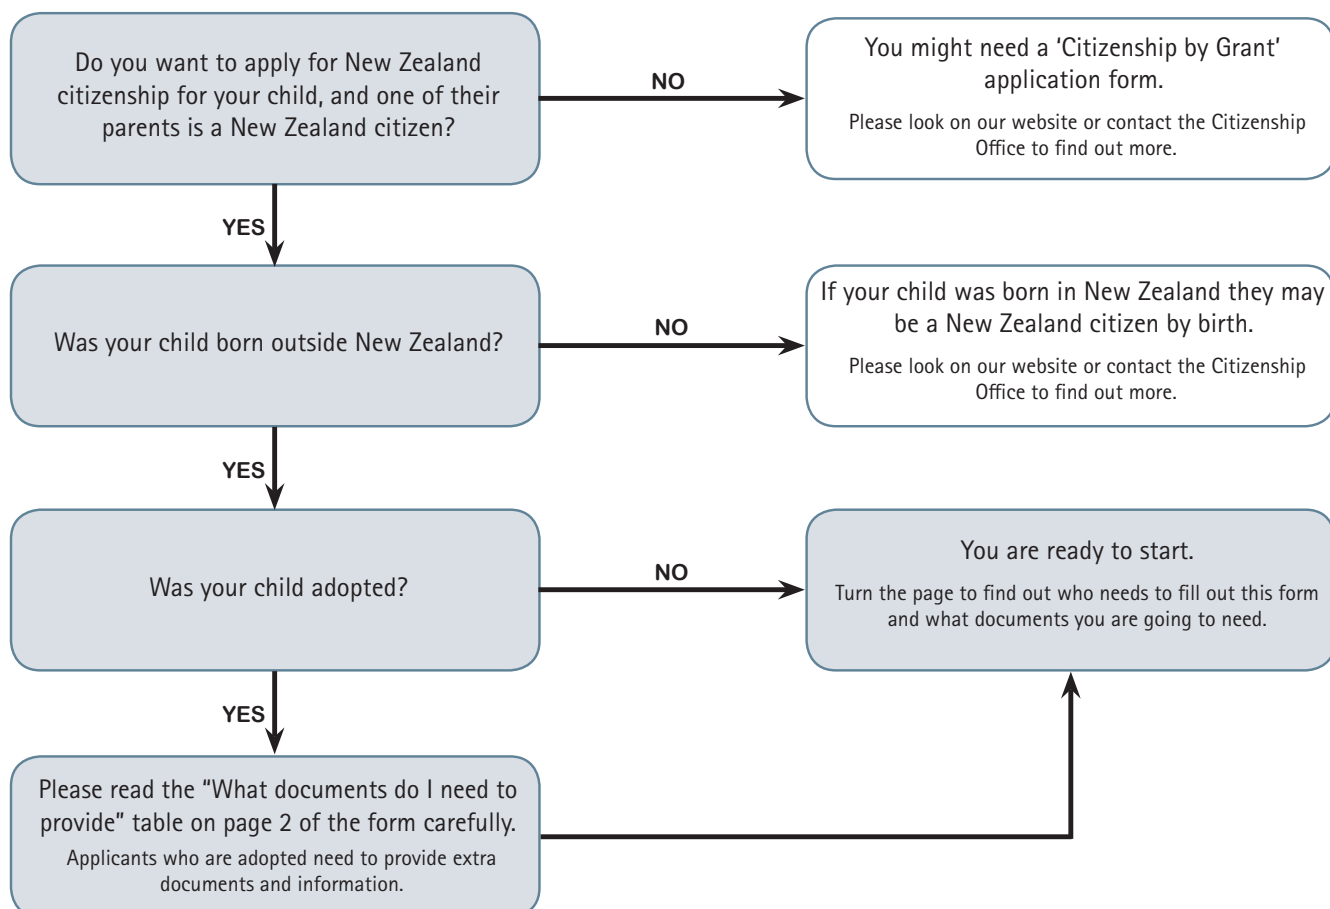 Do you want to apply for New Zealand
citizenship for your child, and one of their
parents is a New Zealand citizen?
NO
You might need a ‘Citizenship by Grant’
application form.
Please look on our website or contact the Citizenship
Office to find out more.
YES
Was your child born outside New Zealand?
NO
If your child was born in New Zealand they may
be a New Zealand citizen by birth.
Please look on our website or contact the Citizenship
Office to find out more.
YES
Was your child adopted?
NO
You are ready to start.
Turn the page to find out who needs to fill out this form
and what documents you are going to need.
YES
Please read the “What documents do I need to
provide” table on page 2 of the form carefully.
Applicants who are adopted need to provide extra
documents and information.